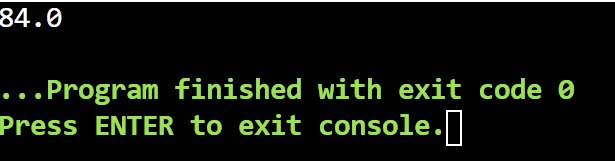 84.0
...Program finished with exit code 0
Press ENTER to exit console.